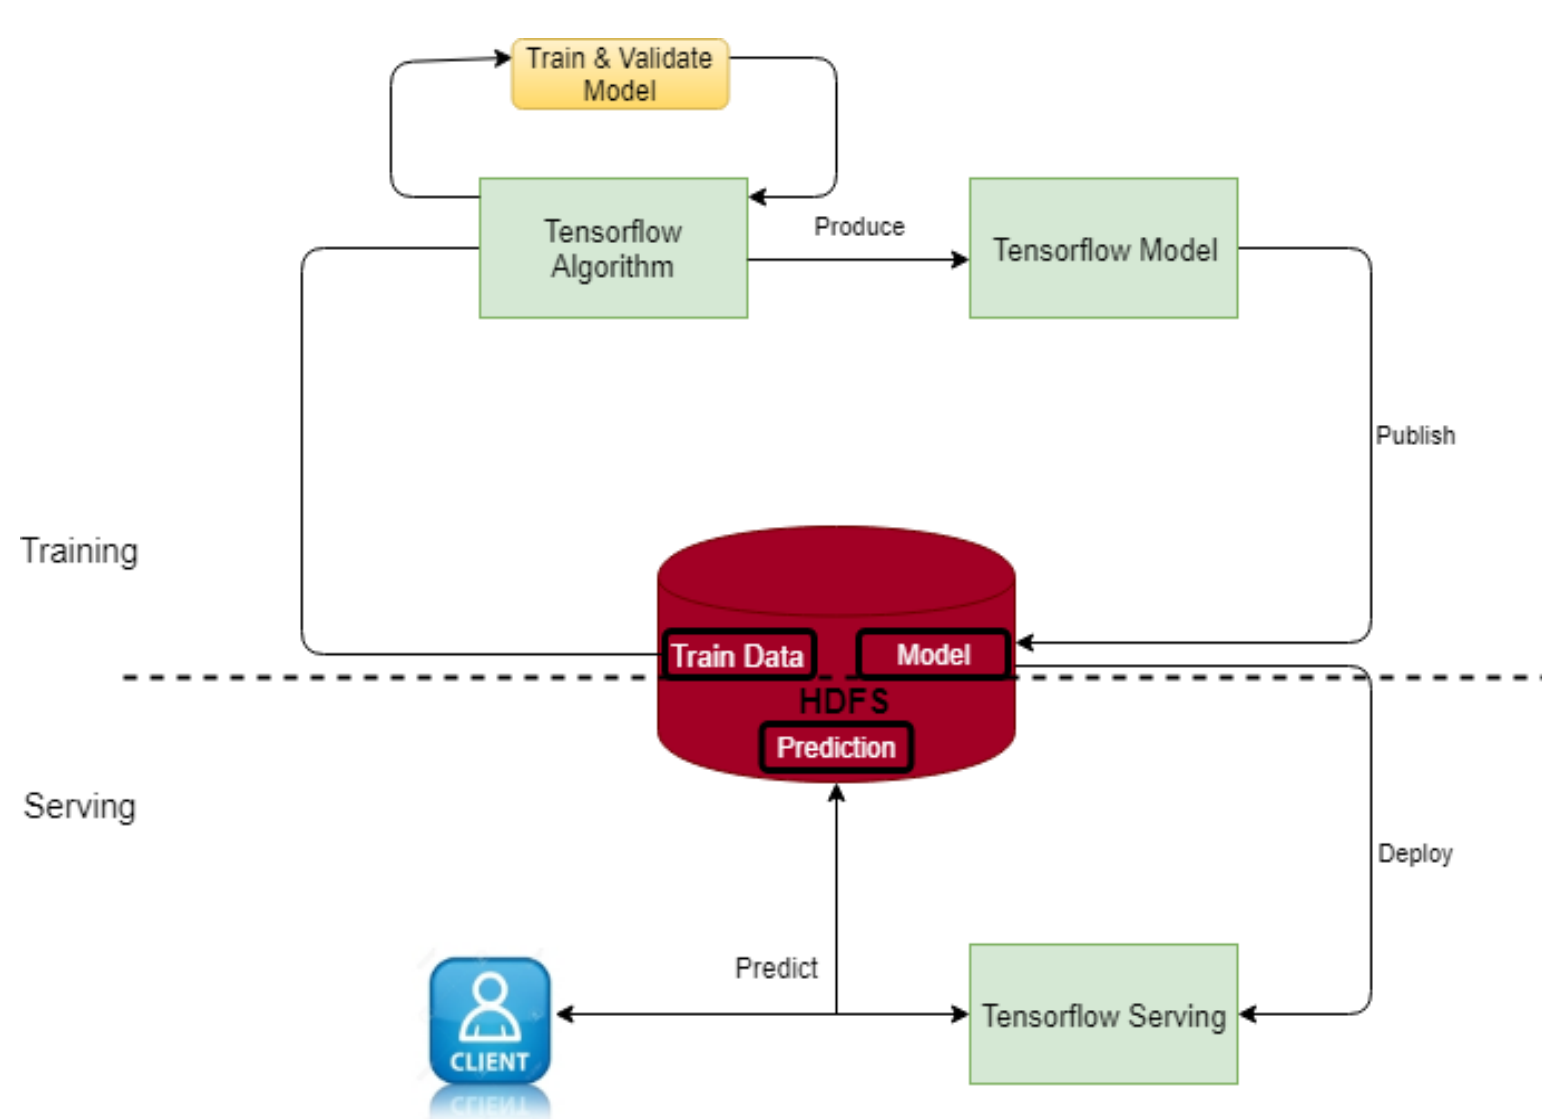 Train & Validate
Model
Tensorflow
Algorithm
Produce
Tensorflow Model
Publish
Training
Train Data
Model
HDFS
Prediction
Serving
Deploy
Predict
Tensorflow Serving
CLIENT